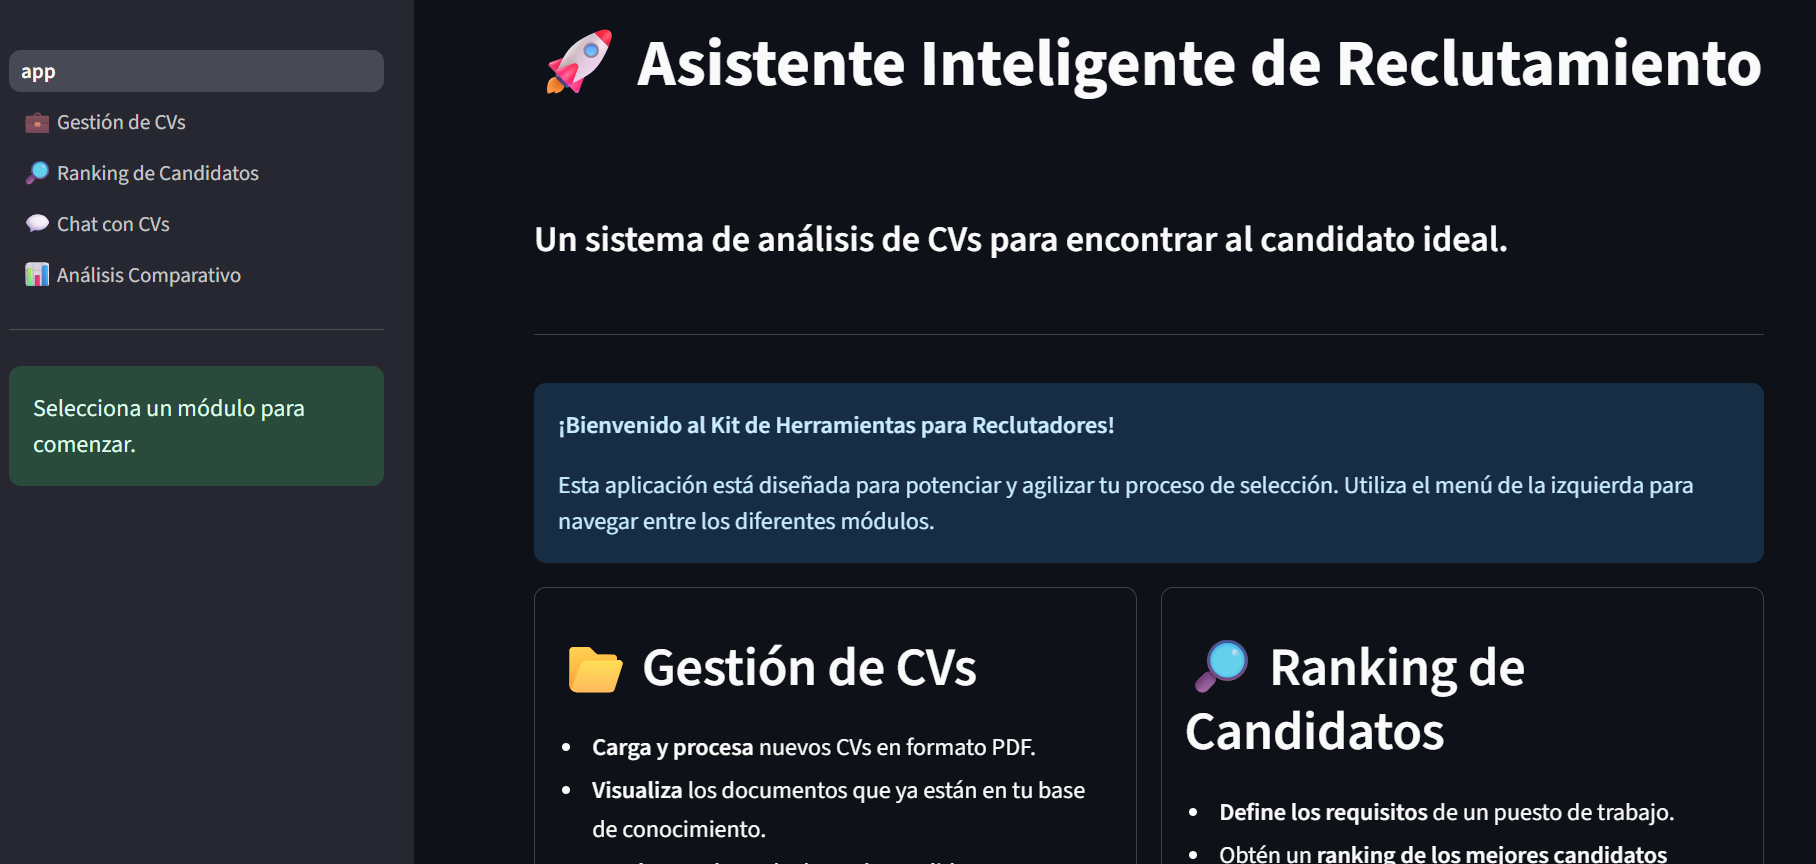 app
Gestión de CVs
Ranking de Candidatos
Chat con CVs
Análisis Comparativo
Selecciona un módulo para
comenzar.
Asistente Inteligente de Reclutamiento
Un sistema de análisis de CVs para encontrar al candidato ideal.
¡Bienvenido al Kit de Herramientas para Reclutadores!
Esta aplicación está diseñada para potenciar y agilizar tu proceso de selección. Utiliza el menú de la izquierda para
navegar entre los diferentes módulos.
Gestión de CVs
Carga y procesa nuevos CVs en formato PDF.
Visualiza los documentos que ya están en tu base
de conocimiento.
Ranking de
Candidatos
Define los requisitos de un puesto de trabajo.
Obtén un ranking de los mejores candidatos